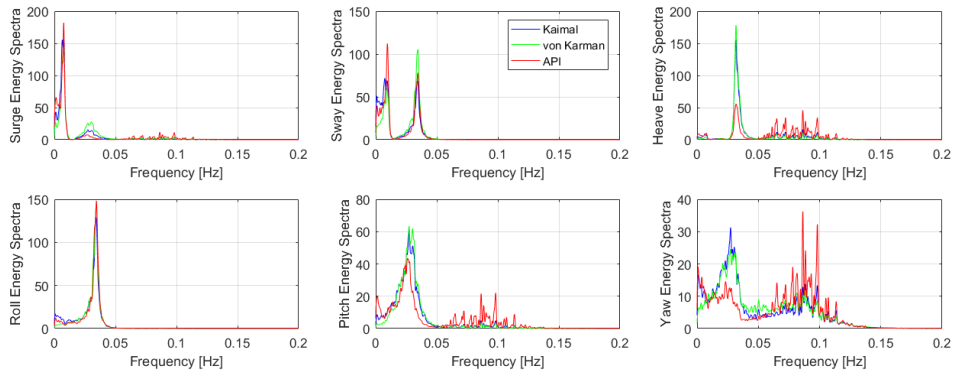 Surge Energy Spectra
200
150
100
50
0
0 0.05 0.1 0.15 0.2
Frequency [Hz]
Sway Energy Spectra
200
150
100
50
0
0 0.05 0.1 0.15 0.2
Frequency [Hz]
Kaimal
von Karman
API
Heave Energy Spectra
200
150
100
50
0
0 0.05 0.1 0.15 0.2
Frequency [Hz]
Roll Energy Spectra
150
100
50
0
0 0.05 0.1 0.15 0.2
Frequency [Hz]
Pitch Energy Spectra
80
60
40
20
0
0 0.05 0.1 0.15 0.2
Frequency [Hz]
Yaw Energy Spectra
40
30
20
10
0
0 0.05 0.1 0.15 0.2
Frequency [Hz]